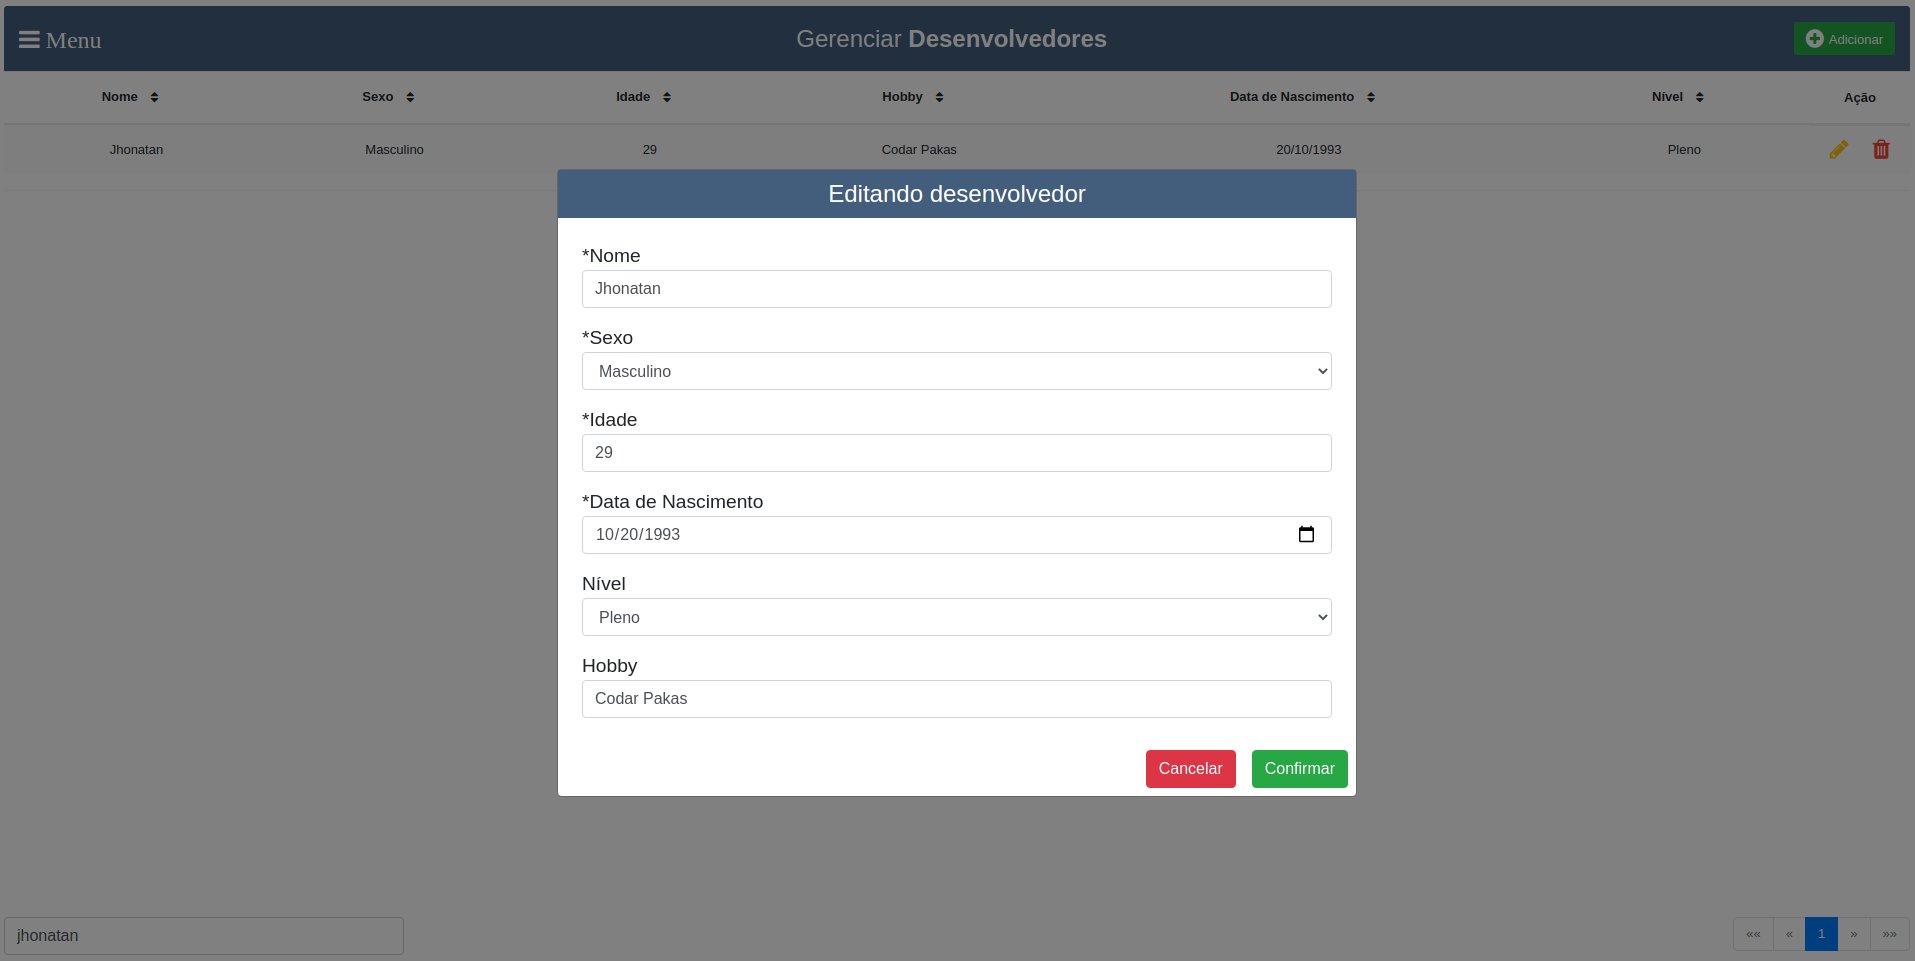 Menu
Gerenciar Desenvolvedores
Adicionar
Nome Sexo Idade Hobby Data de Nascimento Nível Ação
Jhonatan Masculino 29 Codar Pakas 20/10/1993 Pleno
Editando desenvolvedor
*Nome
Jhonatan
*Sexo
Masculino
*Idade
29
*Data de Nascimento
10/20/1993
Nível
Pleno
Hobby
Codar Pakas
Cancelar Confirmar
jhonatan
«« « 1 » »»